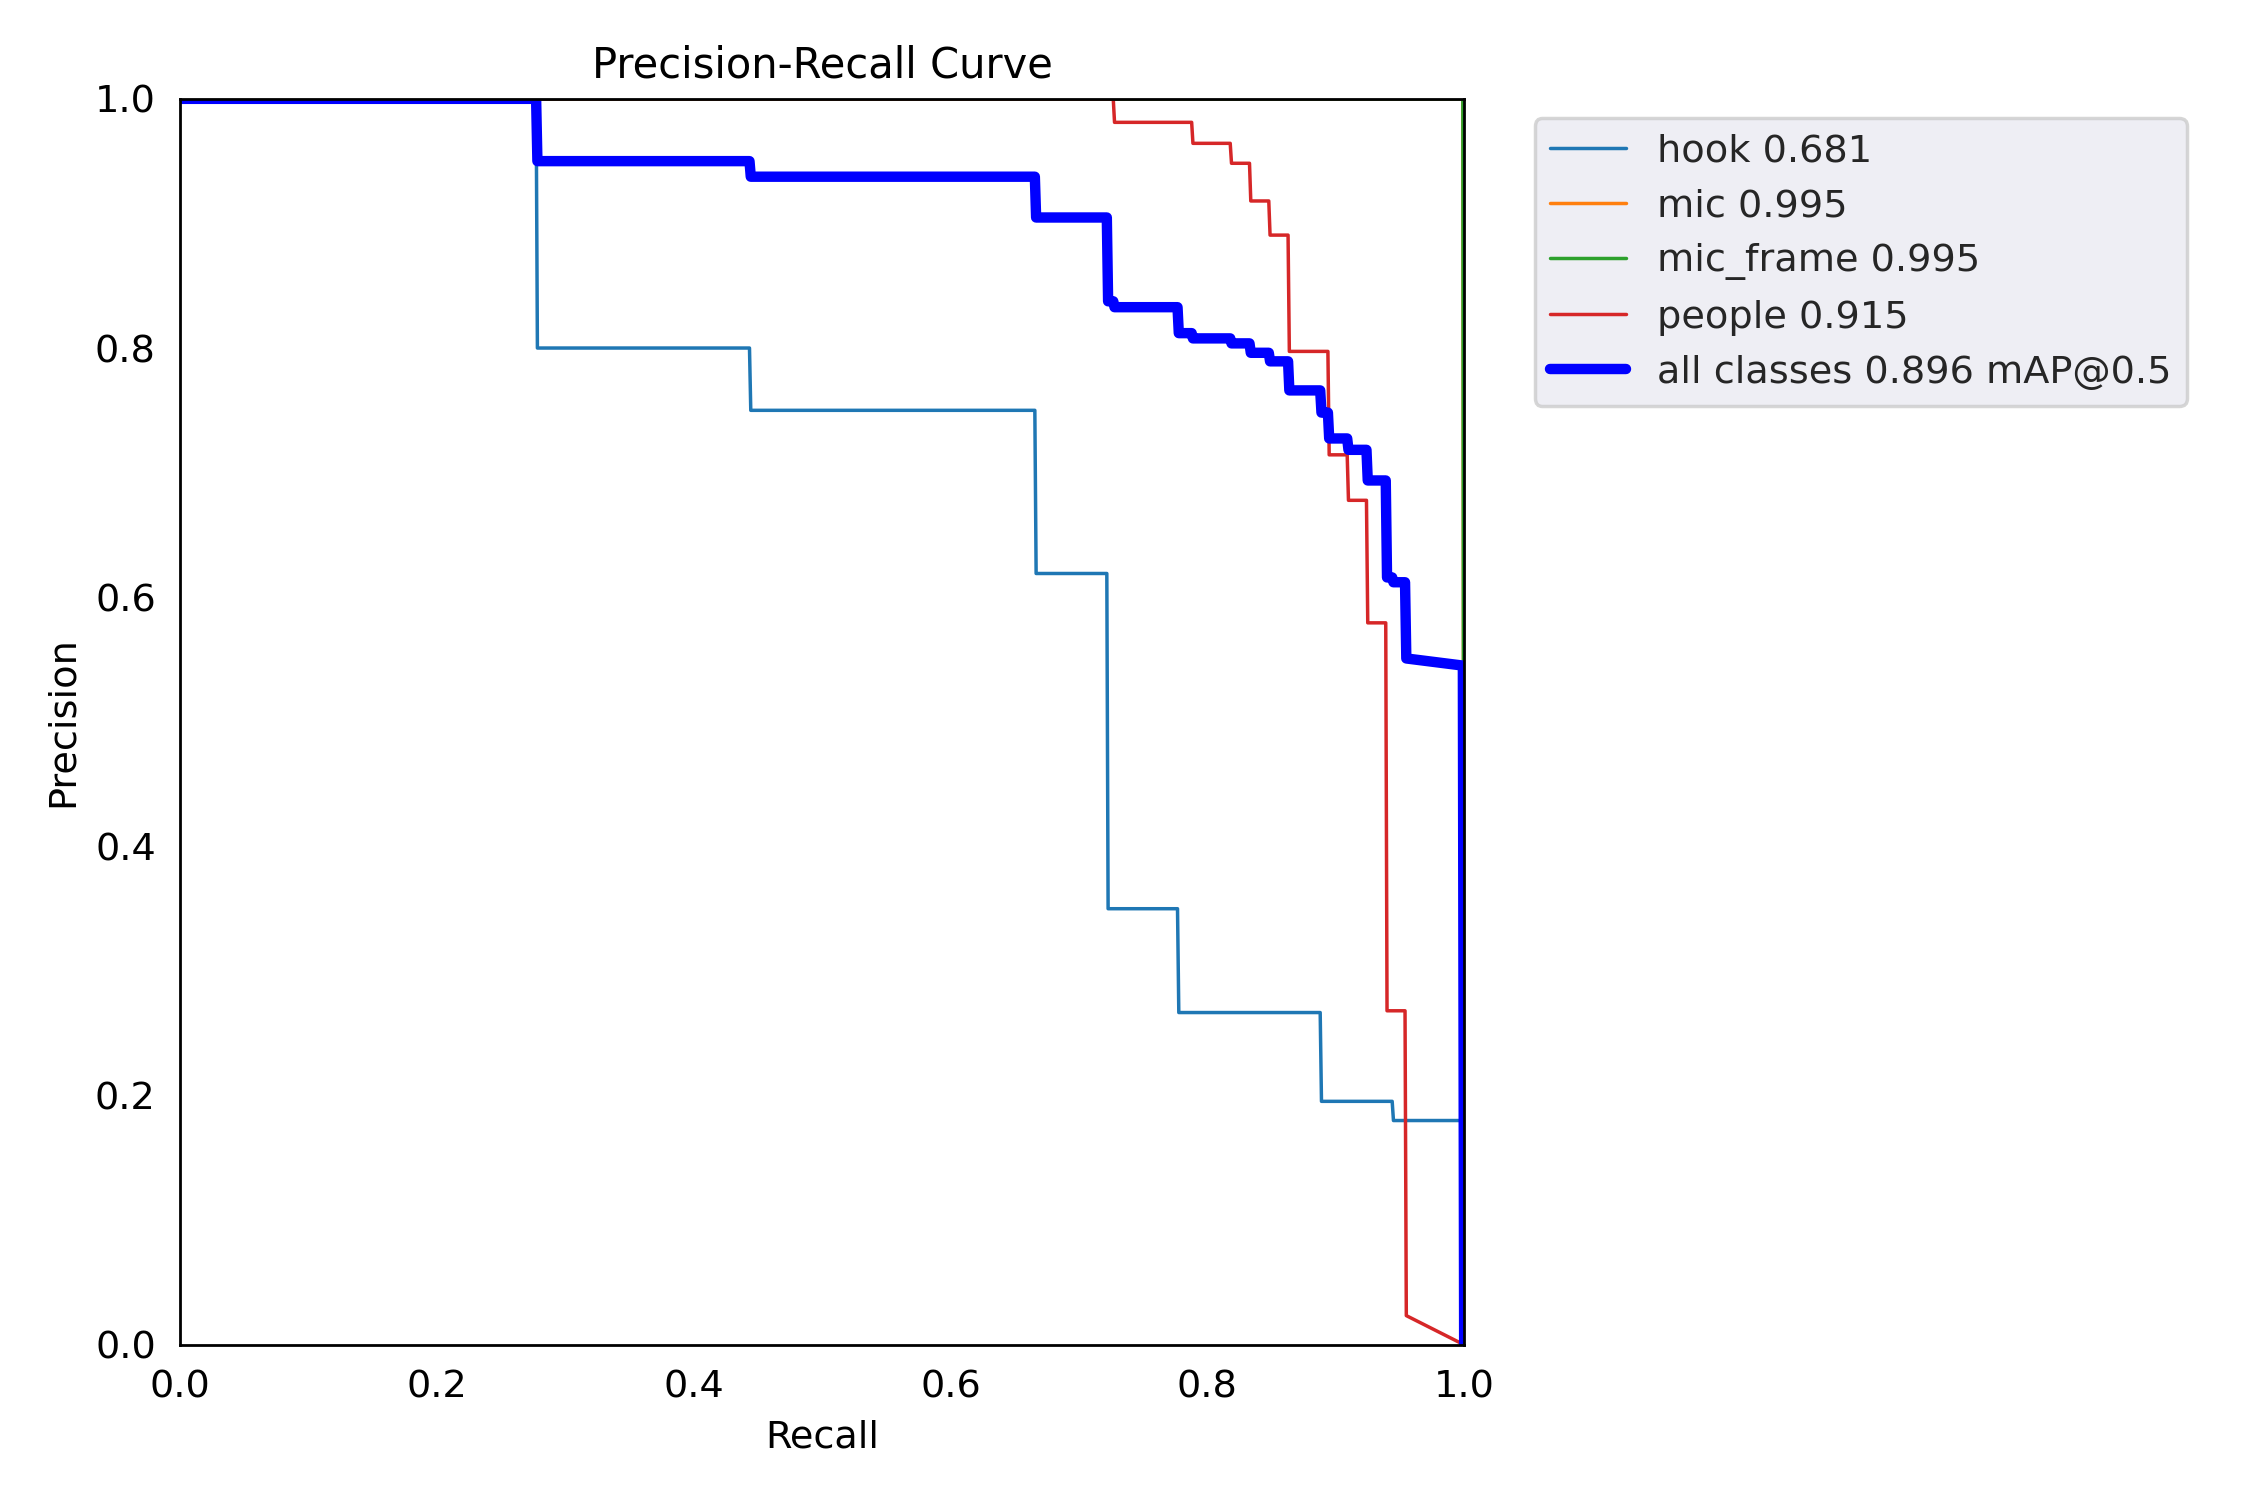 Precision-Recall Curve
1.0
0.8
0.6
0.4
0.2
0.0
Precision
0.0 0.2 0.4 0.6 0.8 1.0
Recall
hook 0.681
mic 0.995
mic_frame 0.995
people 0.915
all classes 0.896 mAP@0.5